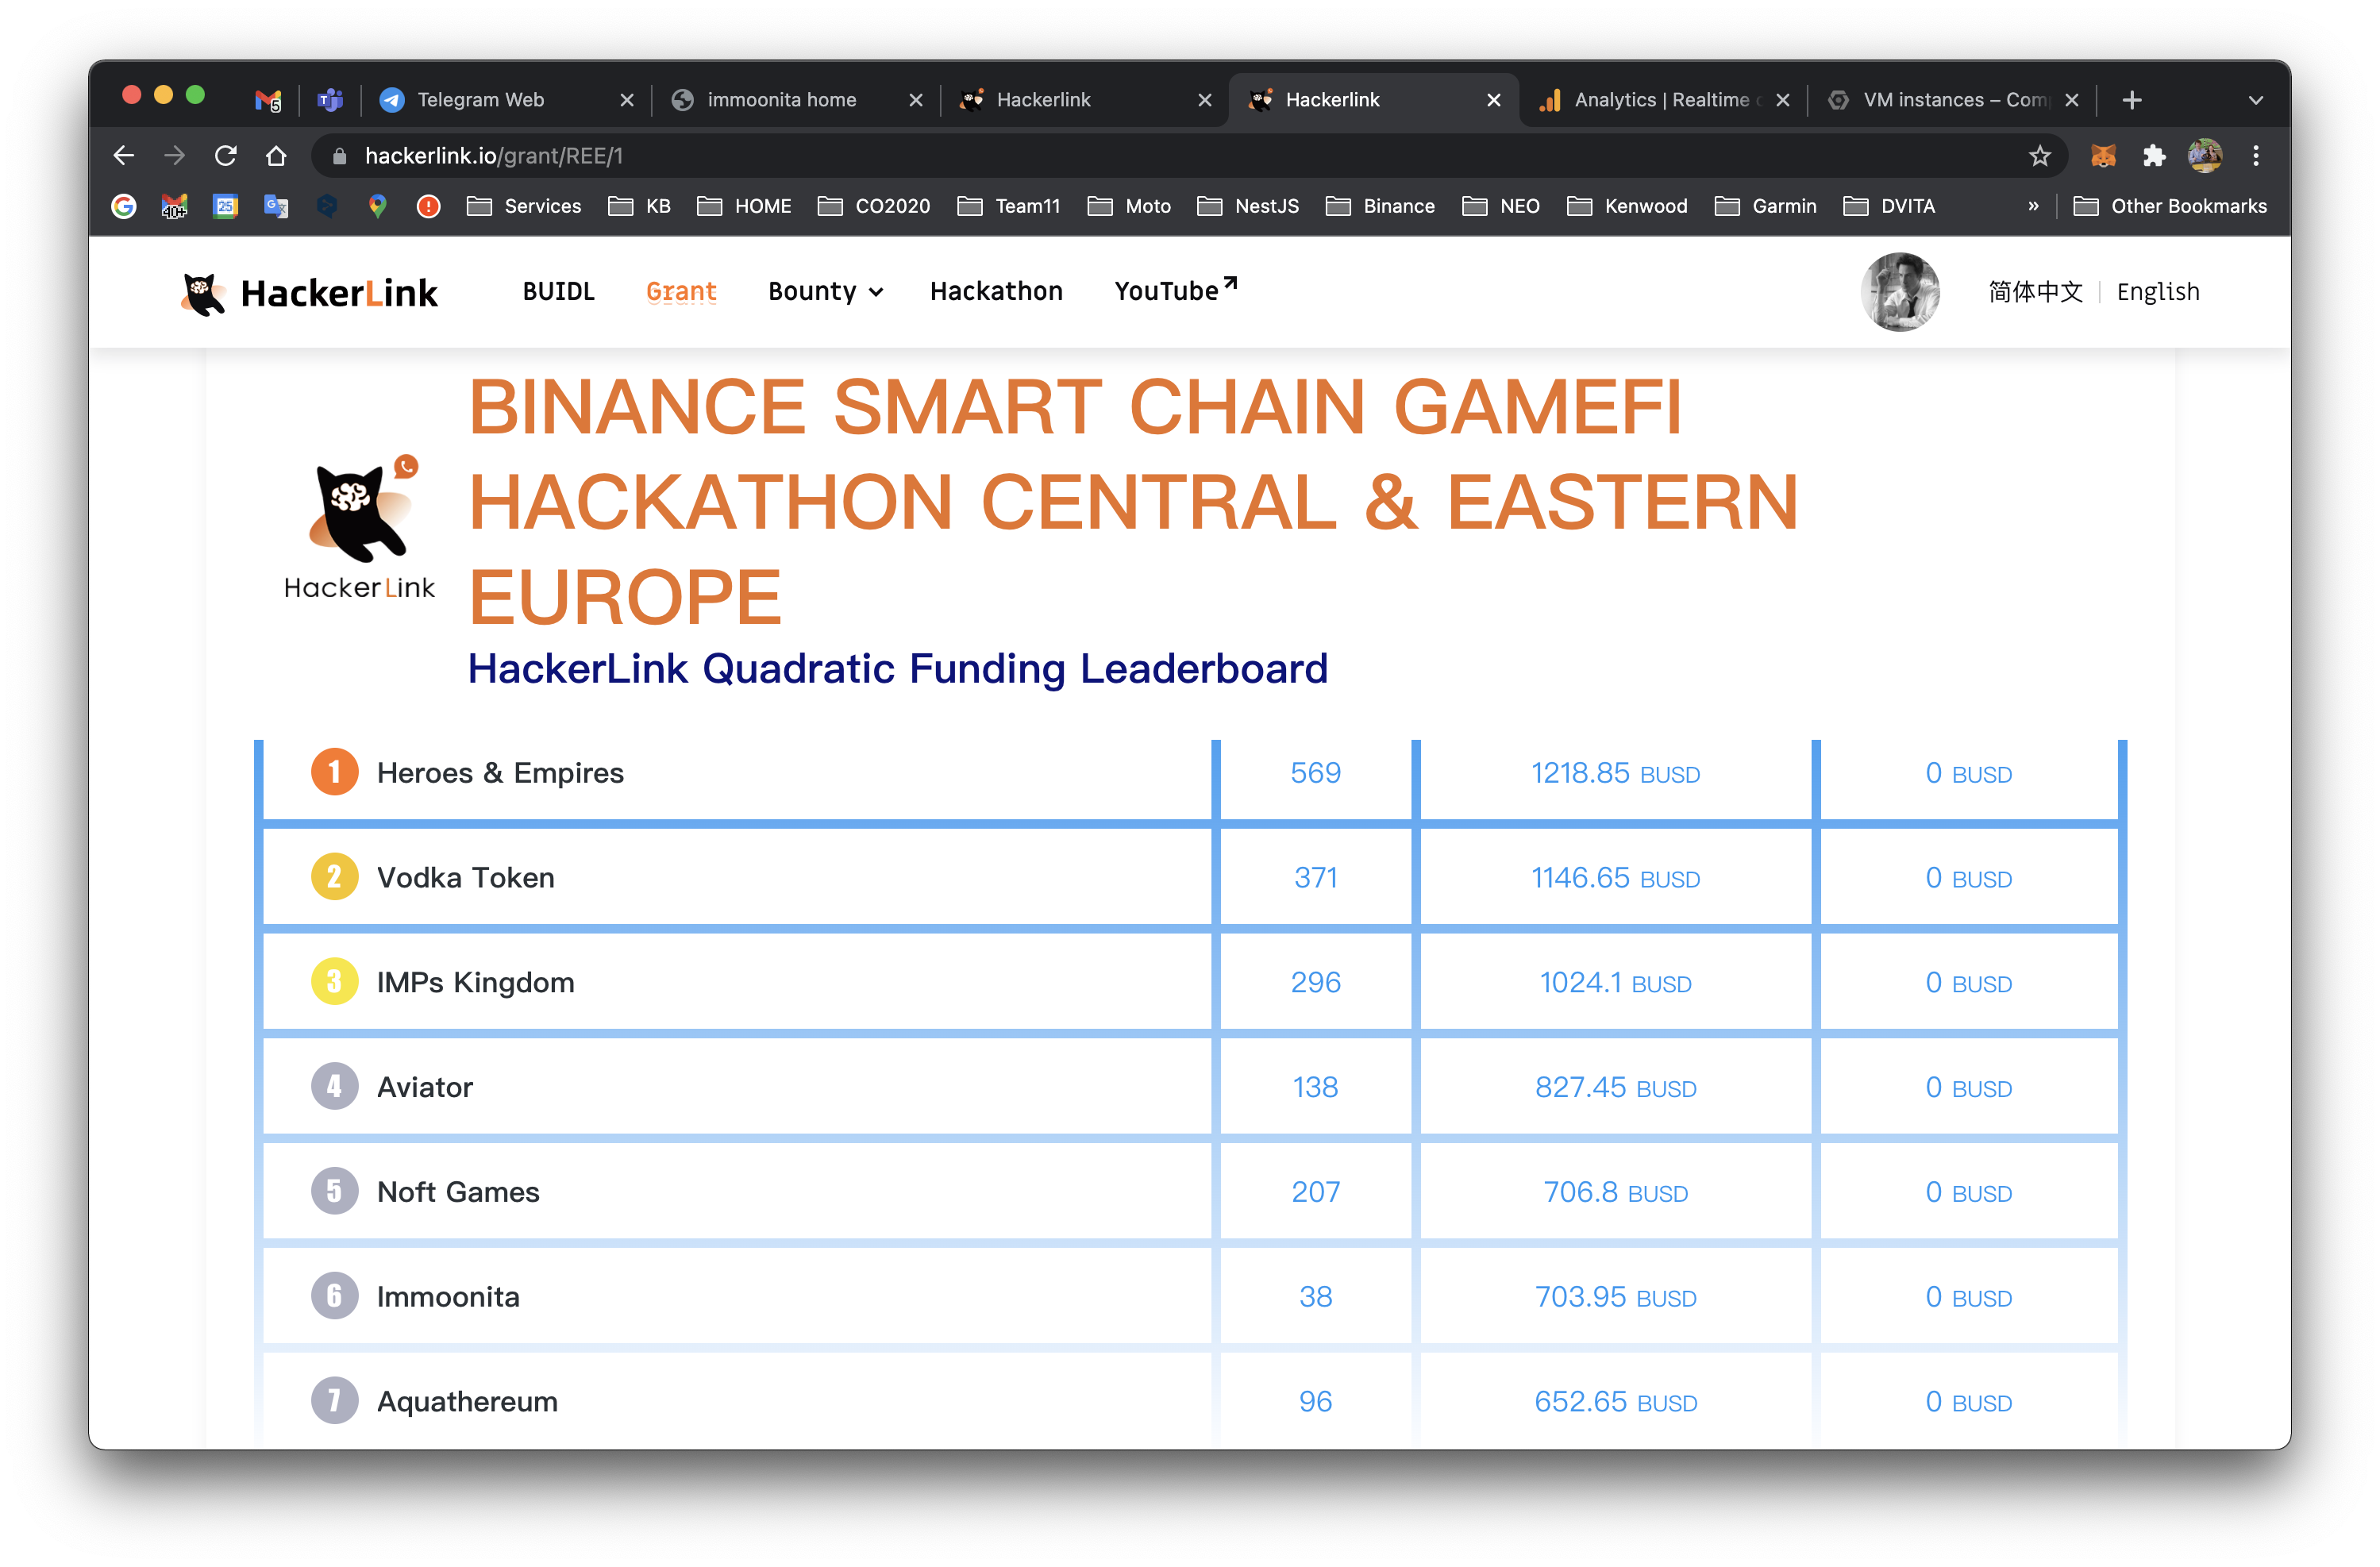 5
Telegram Web
immoonita home
Hackerlink
Hackerlink
Analytics | Realtime
VM instances – Com
hackerlink.io/grant/REE/1
40+
25
Services
KB
HOME
CO2020
Team11
Moto
NestJS
Binance
NEO
Kenwood
Garmin
DVITA
»
Other Bookmarks
HackerLink
BUIDL
Grant
Bounty
Hackathon
YouTube
简体中文 | English
HackerLink
BINANCE SMART CHAIN GAMEFI
HACKATHON CENTRAL & EASTERN
EUROPE
HackerLink Quadratic Funding Leaderboard
1 Heroes & Empires 569 1218.85 BUSD 0 BUSD
2 Vodka Token 371 1146.65 BUSD 0 BUSD
3 IMPs Kingdom 296 1024.1 BUSD 0 BUSD
4 Aviator 138 827.45 BUSD 0 BUSD
5 Noft Games 207 706.8 BUSD 0 BUSD
6 Immoonita 38 703.95 BUSD 0 BUSD
7 Aquathereum 96 652.65 BUSD 0 BUSD